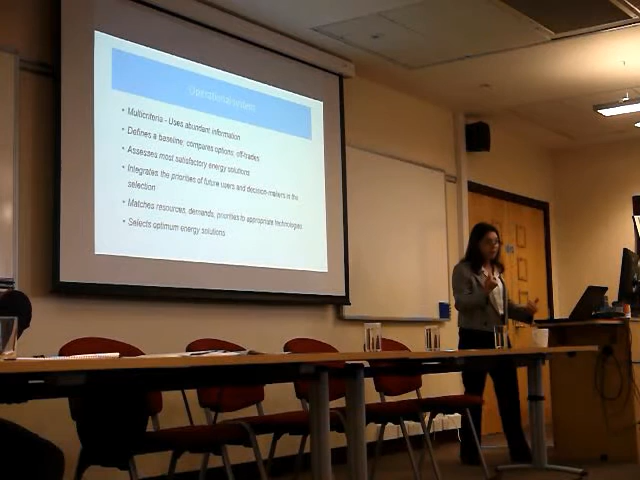 Operational system
• Multicriteria - Uses abundant information
• Defines a baseline; compares options; off-trades
• Assesses most satisfactory energy solutions
• Integrates the priorities of future users and decision-makers in the
selection
• Matches resources, demands, priorities to appropriate technologies
• Selects optimum energy solutions